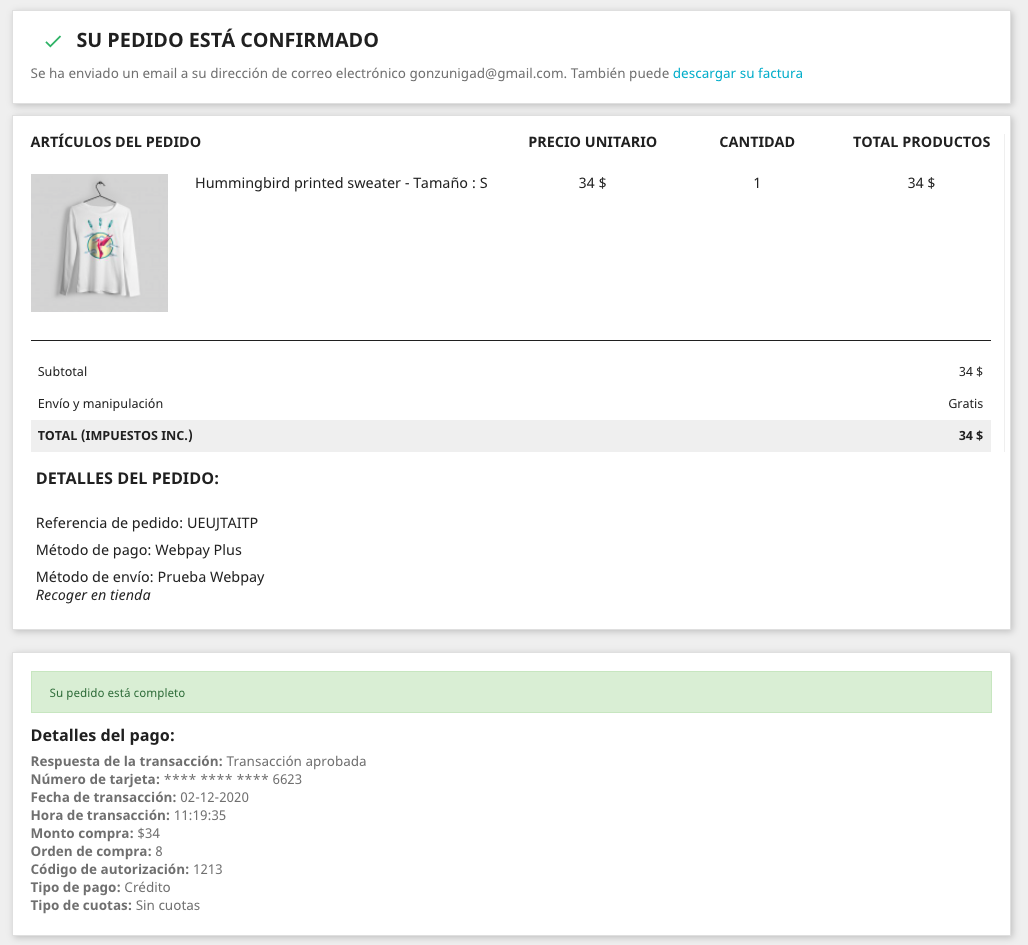 SU PEDIDO ESTÁ CONFIRMADO
Se ha enviado un email a su dirección de correo electrónico gonzunigad@gmail.com. También puede descargar su factura
ARTÍCULOS DEL PEDIDO PRECIO UNITARIO CANTIDAD TOTAL PRODUCTOS
Hummingbird printed sweater - Tamaño : S 34 $ 1 34 $
Subtotal 34 $
Envío y manipulación Gratis
TOTAL (IMPUESTOS INC.) 34 $
DETALLES DEL PEDIDO:
Referencia de pedido: UEUJTAITP
Método de pago: Webpay Plus
Método de envío: Prueba Webpay
Recoger en tienda
Su pedido está completo
Detalles del pago:
Respuesta de la transacción: Transacción aprobada
Número de tarjeta: **** **** **** 6623
Fecha de transacción: 02-12-2020
Hora de transacción: 11:19:35
Monto compra: $34
Orden de compra: 8
Código de autorización: 1213
Tipo de pago: Crédito
Tipo de cuotas: Sin cuotas